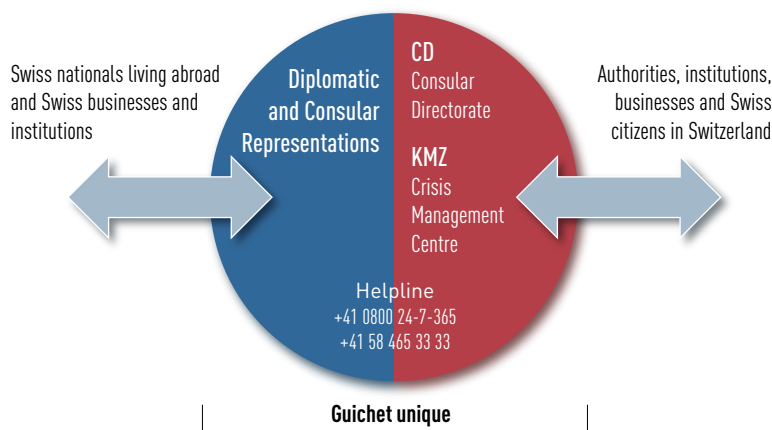 Swiss nationals living abroad
and Swiss businesses and
institutions
Diplomatic
and Consular
Representations
CD
Consular
Directorate
KMZ
Crisis
Management
Centre
Authorities, institutions,
businesses and Swiss
citizens in Switzerland
Helpline
+41 0800 24-7-365
+41 58 465 33 33
Guichet unique